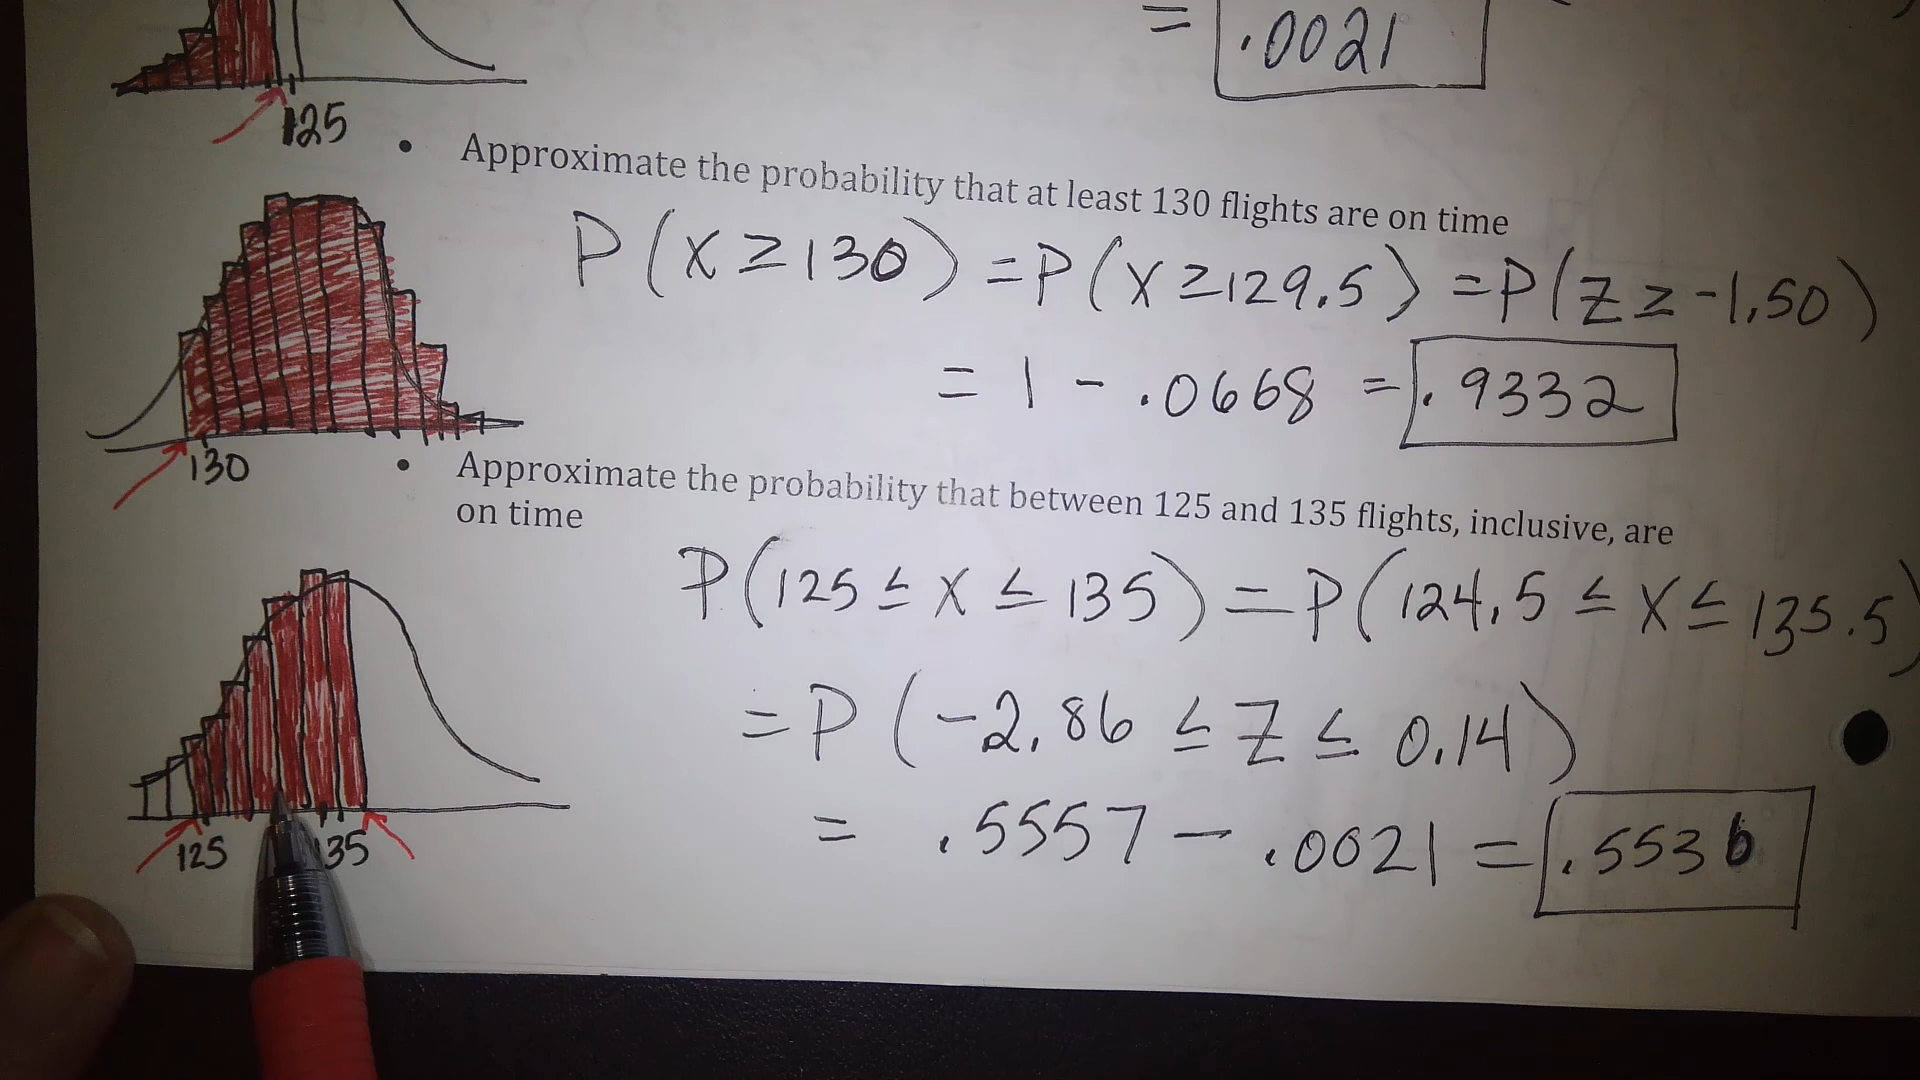 = .0021
125
• Approximate the probability that at least 130 flights are on time
P(X ≥ 130) = P(X ≥ 129.5) = P(Z ≥ -1.50)
= 1 - .0668 = .9332
130
• Approximate the probability that between 125 and 135 flights, inclusive, are
on time
P(125 ≤ X ≤ 135) = P(124.5 ≤ X ≤ 135.5)
= P(-2.86 ≤ Z ≤ 0.14)
= .5557 - .0021 = .5536
125 135